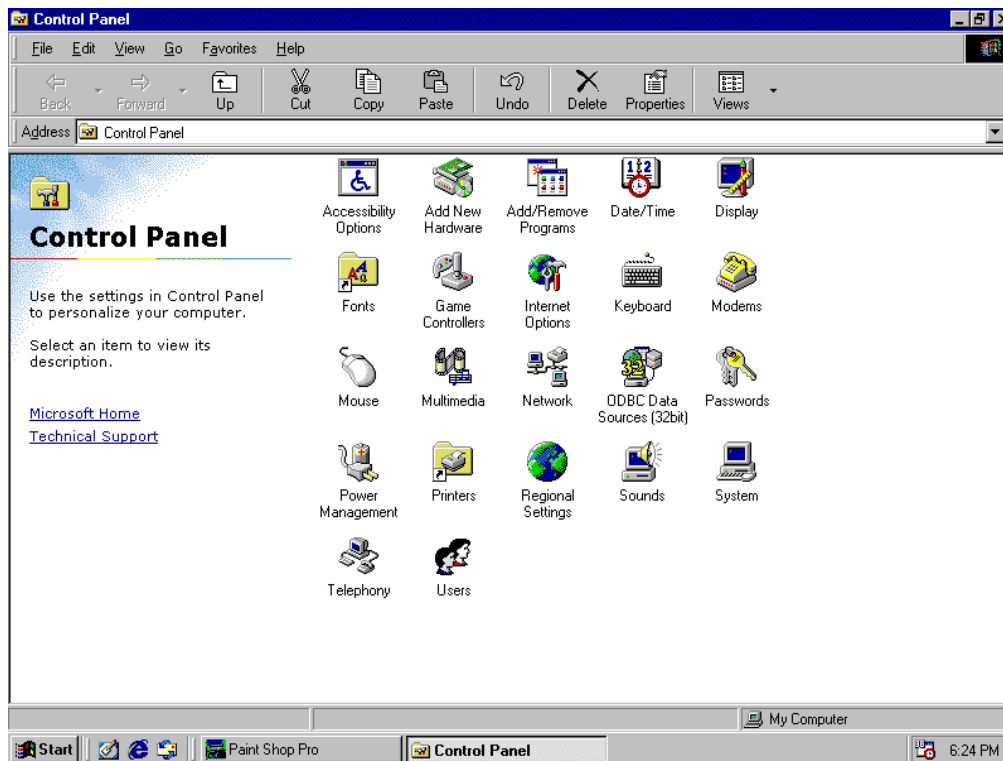 Control Panel
File Edit View Go Favorites Help
Back Forward Up Cut Copy Paste Undo Delete Properties Views
Address Control Panel
Control Panel
Use the settings in Control Panel
to personalize your computer.
Select an item to view its
description.
Microsoft Home
Technical Support
Accessibility
Options
Add New
Hardware
Add/Remove
Programs
Date/Time
Display
Fonts
Game
Controllers
Internet
Options
Keyboard
Modems
Mouse
Multimedia
Network
ODBC Data
Sources (32bit)
Passwords
Power
Management
Printers
Regional
Settings
Sounds
System
Telephony
Users
My Computer
Start Paint Shop Pro Control Panel 6:24 PM